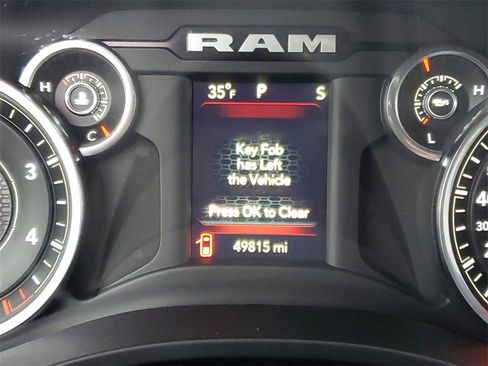 RAM
35°F P S
H H
Key Fob
has Left
the Vehicle
C L
Press OK to Clear
3
4
49815 mi